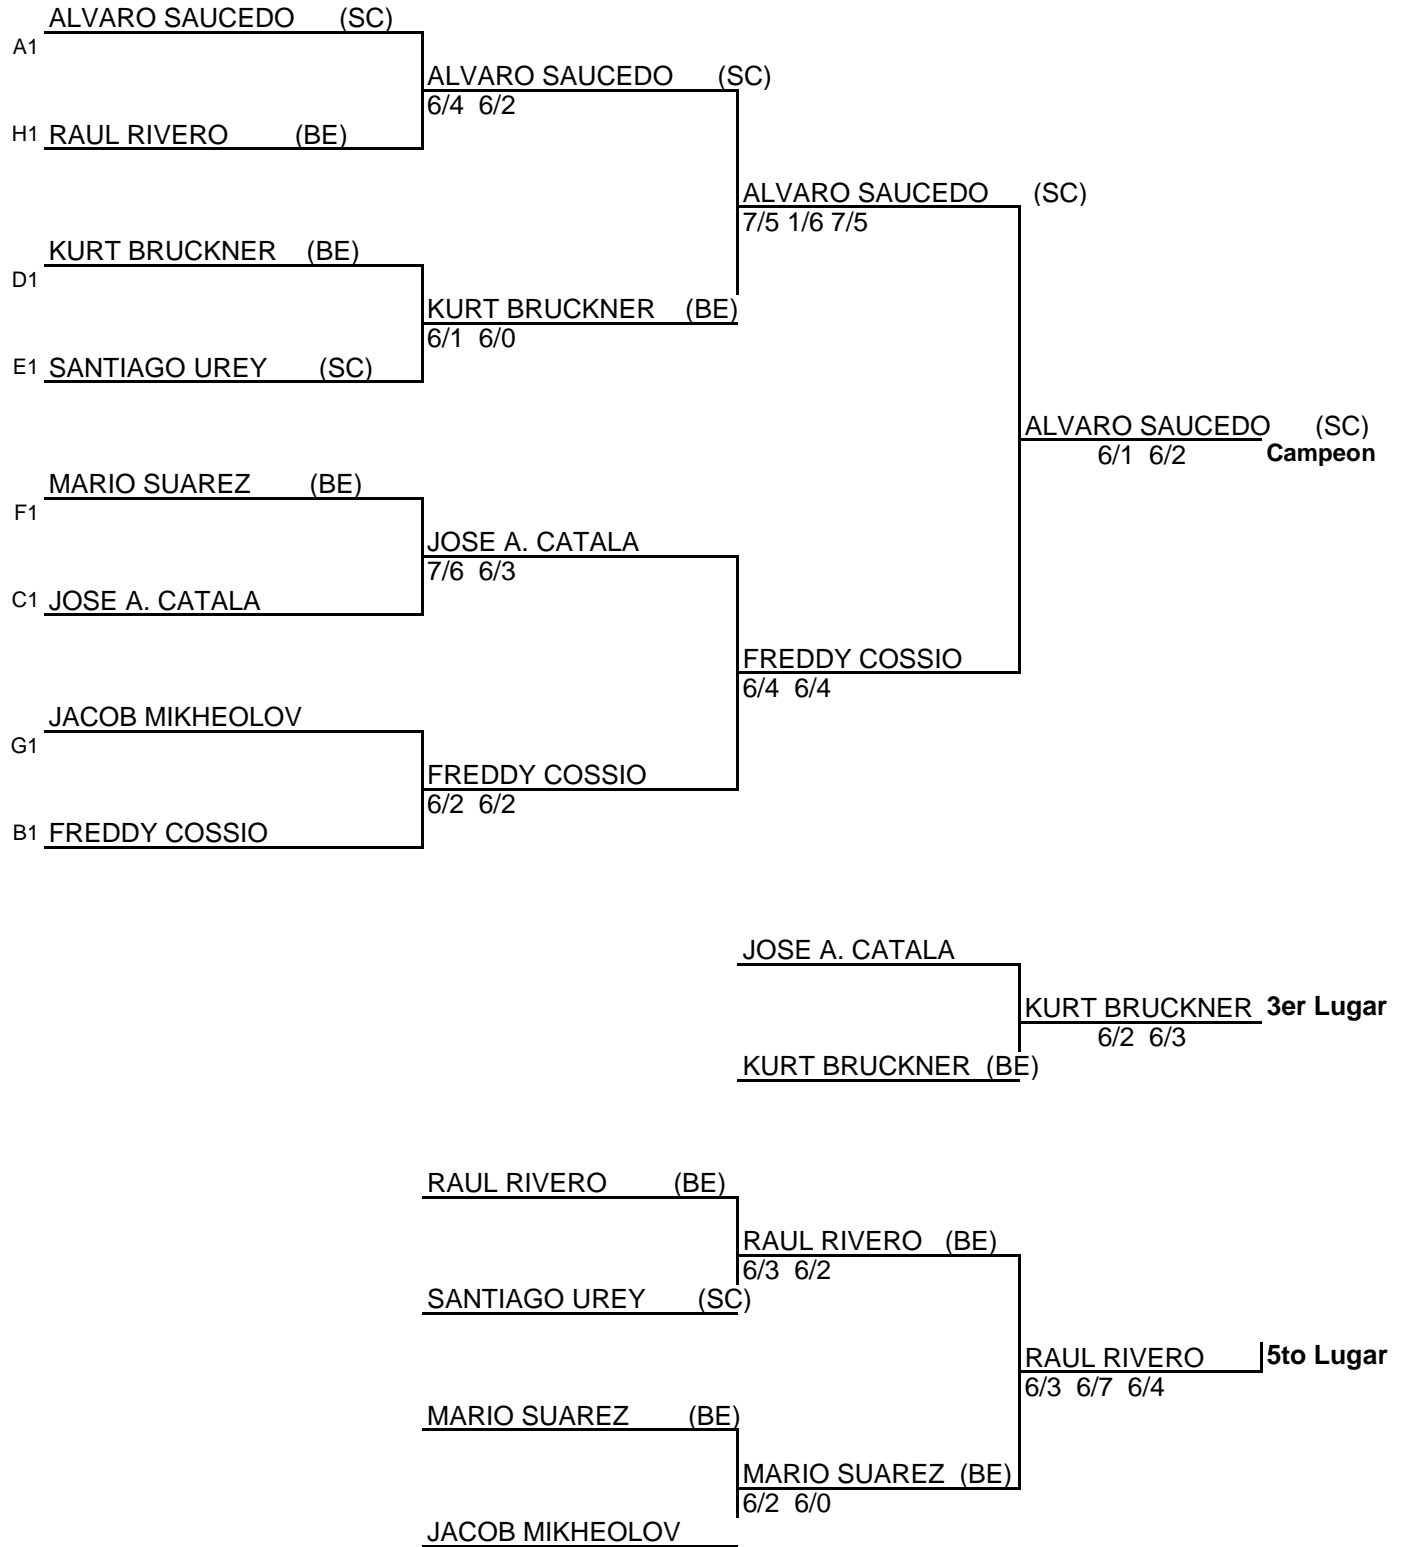 ALVARO SAUCEDO (SC)
A1
ALVARO SAUCEDO (SC)
6/4 6/2
H1 RAUL RIVERO (BE)
ALVARO SAUCEDO (SC)
7/5 1/6 7/5
KURT BRUCKNER (BE)
D1
KURT BRUCKNER (BE)
6/1 6/0
E1 SANTIAGO UREY (SC)
ALVARO SAUCEDO (SC)
6/1 6/2 Campeon
MARIO SUAREZ (BE)
F1
JOSE A. CATALA
7/6 6/3
C1 JOSE A. CATALA
FREDDY COSSIO
6/4 6/4
JACOB MIKHEOLOV
G1
FREDDY COSSIO
6/2 6/2
B1 FREDDY COSSIO
JOSE A. CATALA
KURT BRUCKNER 3er Lugar
6/2 6/3
KURT BRUCKNER (BE)
RAUL RIVERO (BE)
RAUL RIVERO (BE)
6/3 6/2
SANTIAGO UREY (SC)
RAUL RIVERO 5to Lugar
6/3 6/7 6/4
MARIO SUAREZ (BE)
MARIO SUAREZ (BE)
6/2 6/0
JACOB MIKHEOLOV